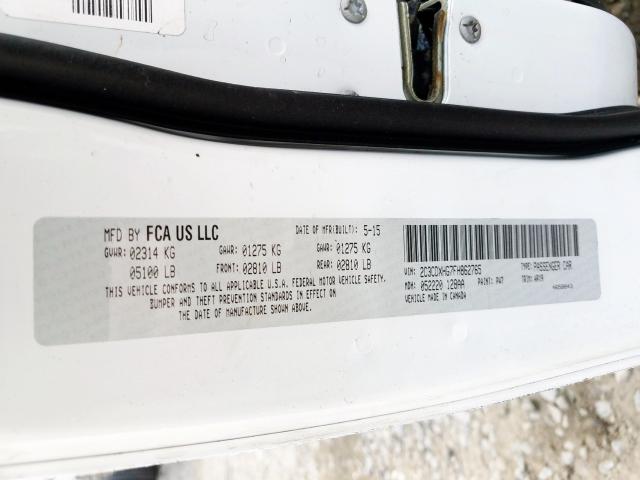 MFD BY FCA US LLC
DATE OF MFR(BUILT): 5-15
GVWR: 02314 KG GAWR: 01275 KG GAWR: 01275 KG
05100 LB FRONT: 02810 LB REAR: 02810 LB
THIS VEHICLE CONFORMS TO ALL APPLICABLE U.S.A. FEDERAL MOTOR VEHICLE SAFETY,
BUMPER AND THEFT PREVENTION STANDARDS IN EFFECT ON
THE DATE OF MANUFACTURE SHOWN ABOVE.
VIN: 2C3CDXHG7FH862765 TYPE: PASSENGER CAR
MDH: 052220 128AA PAINT: PW7 TRIM:
MADE IN CANADA